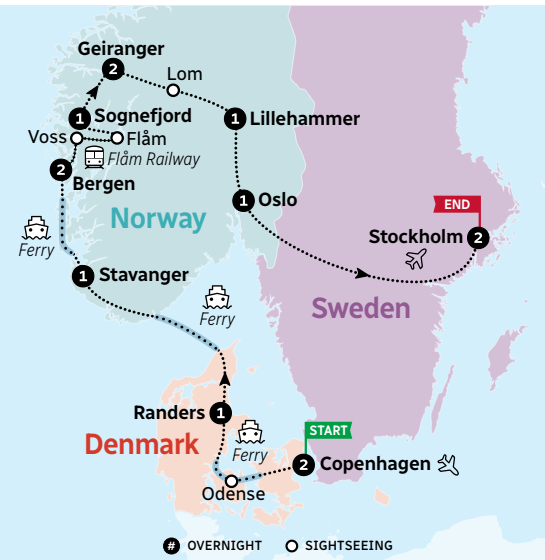 Geiranger
2
Lom
1
Sognefjord
1
Lillehammer
Voss
Flåm
Flåm Railway
2
Bergen
1
Oslo
Norway
END
Stockholm
2
Ferry
1
Stavanger
Sweden
Ferry
Randers
1
START
Denmark
Ferry
2
Copenhagen
Odense
# OVERNIGHT
SIGHTSEEING